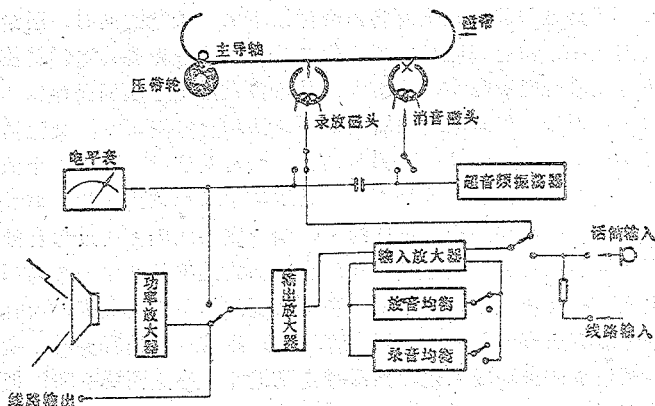 磁带
主导轴
压带轮
录放磁头
消音磁头
电平表
超音频振荡器
话筒输入
输入放大器
功率放大器
输出放大器
放音均衡
录音均衡
线路输入
线路输出